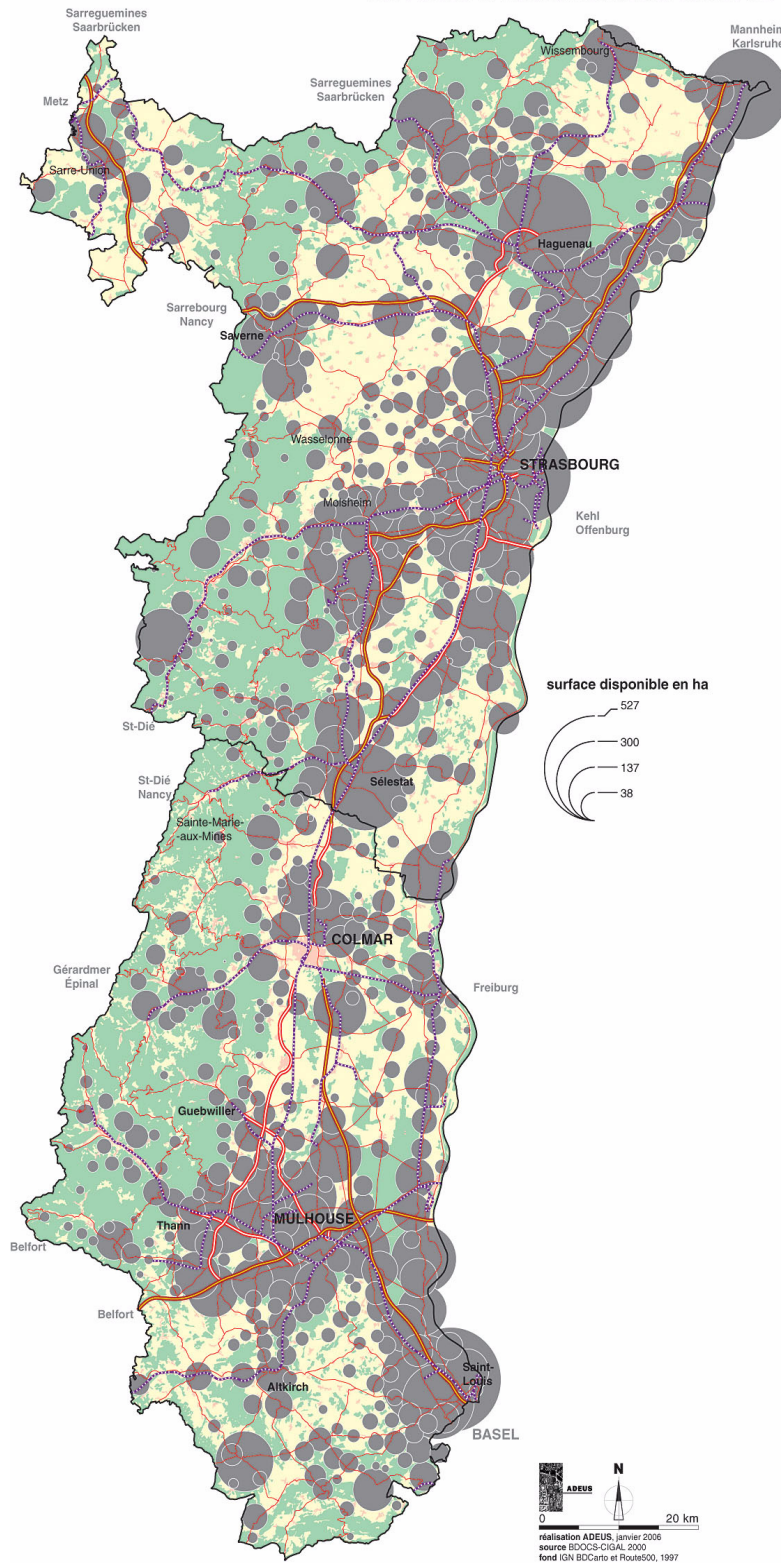 Sarreguemines
Saarbrücken
Mannheim
Karlsruhe
Wissembourg
Sarreguemines
Saarbrücken
Metz
Sarre-Union
Haguenau
Sarrebourg
Nancy
Saverne
Wasselonne
STRASBOURG
Molsheim
Kehl
Offenburg
surface disponible en ha
527
300
137
38
St-Dié
St-Dié
Nancy
Sélestat
Sainte-Marie-
-aux-Mines
COLMAR
Gérardmer
Épinal
Freiburg
Guebwiller
MULHOUSE
Thann
Belfort
Belfort
Saint-
Louis
Altkirch
BASEL
ADEUS
N
0 20 km
réalisation ADEUS, janvier 2006
source BDOCS-CIGAL 2000
fond IGN BDCarto et Route500, 1997